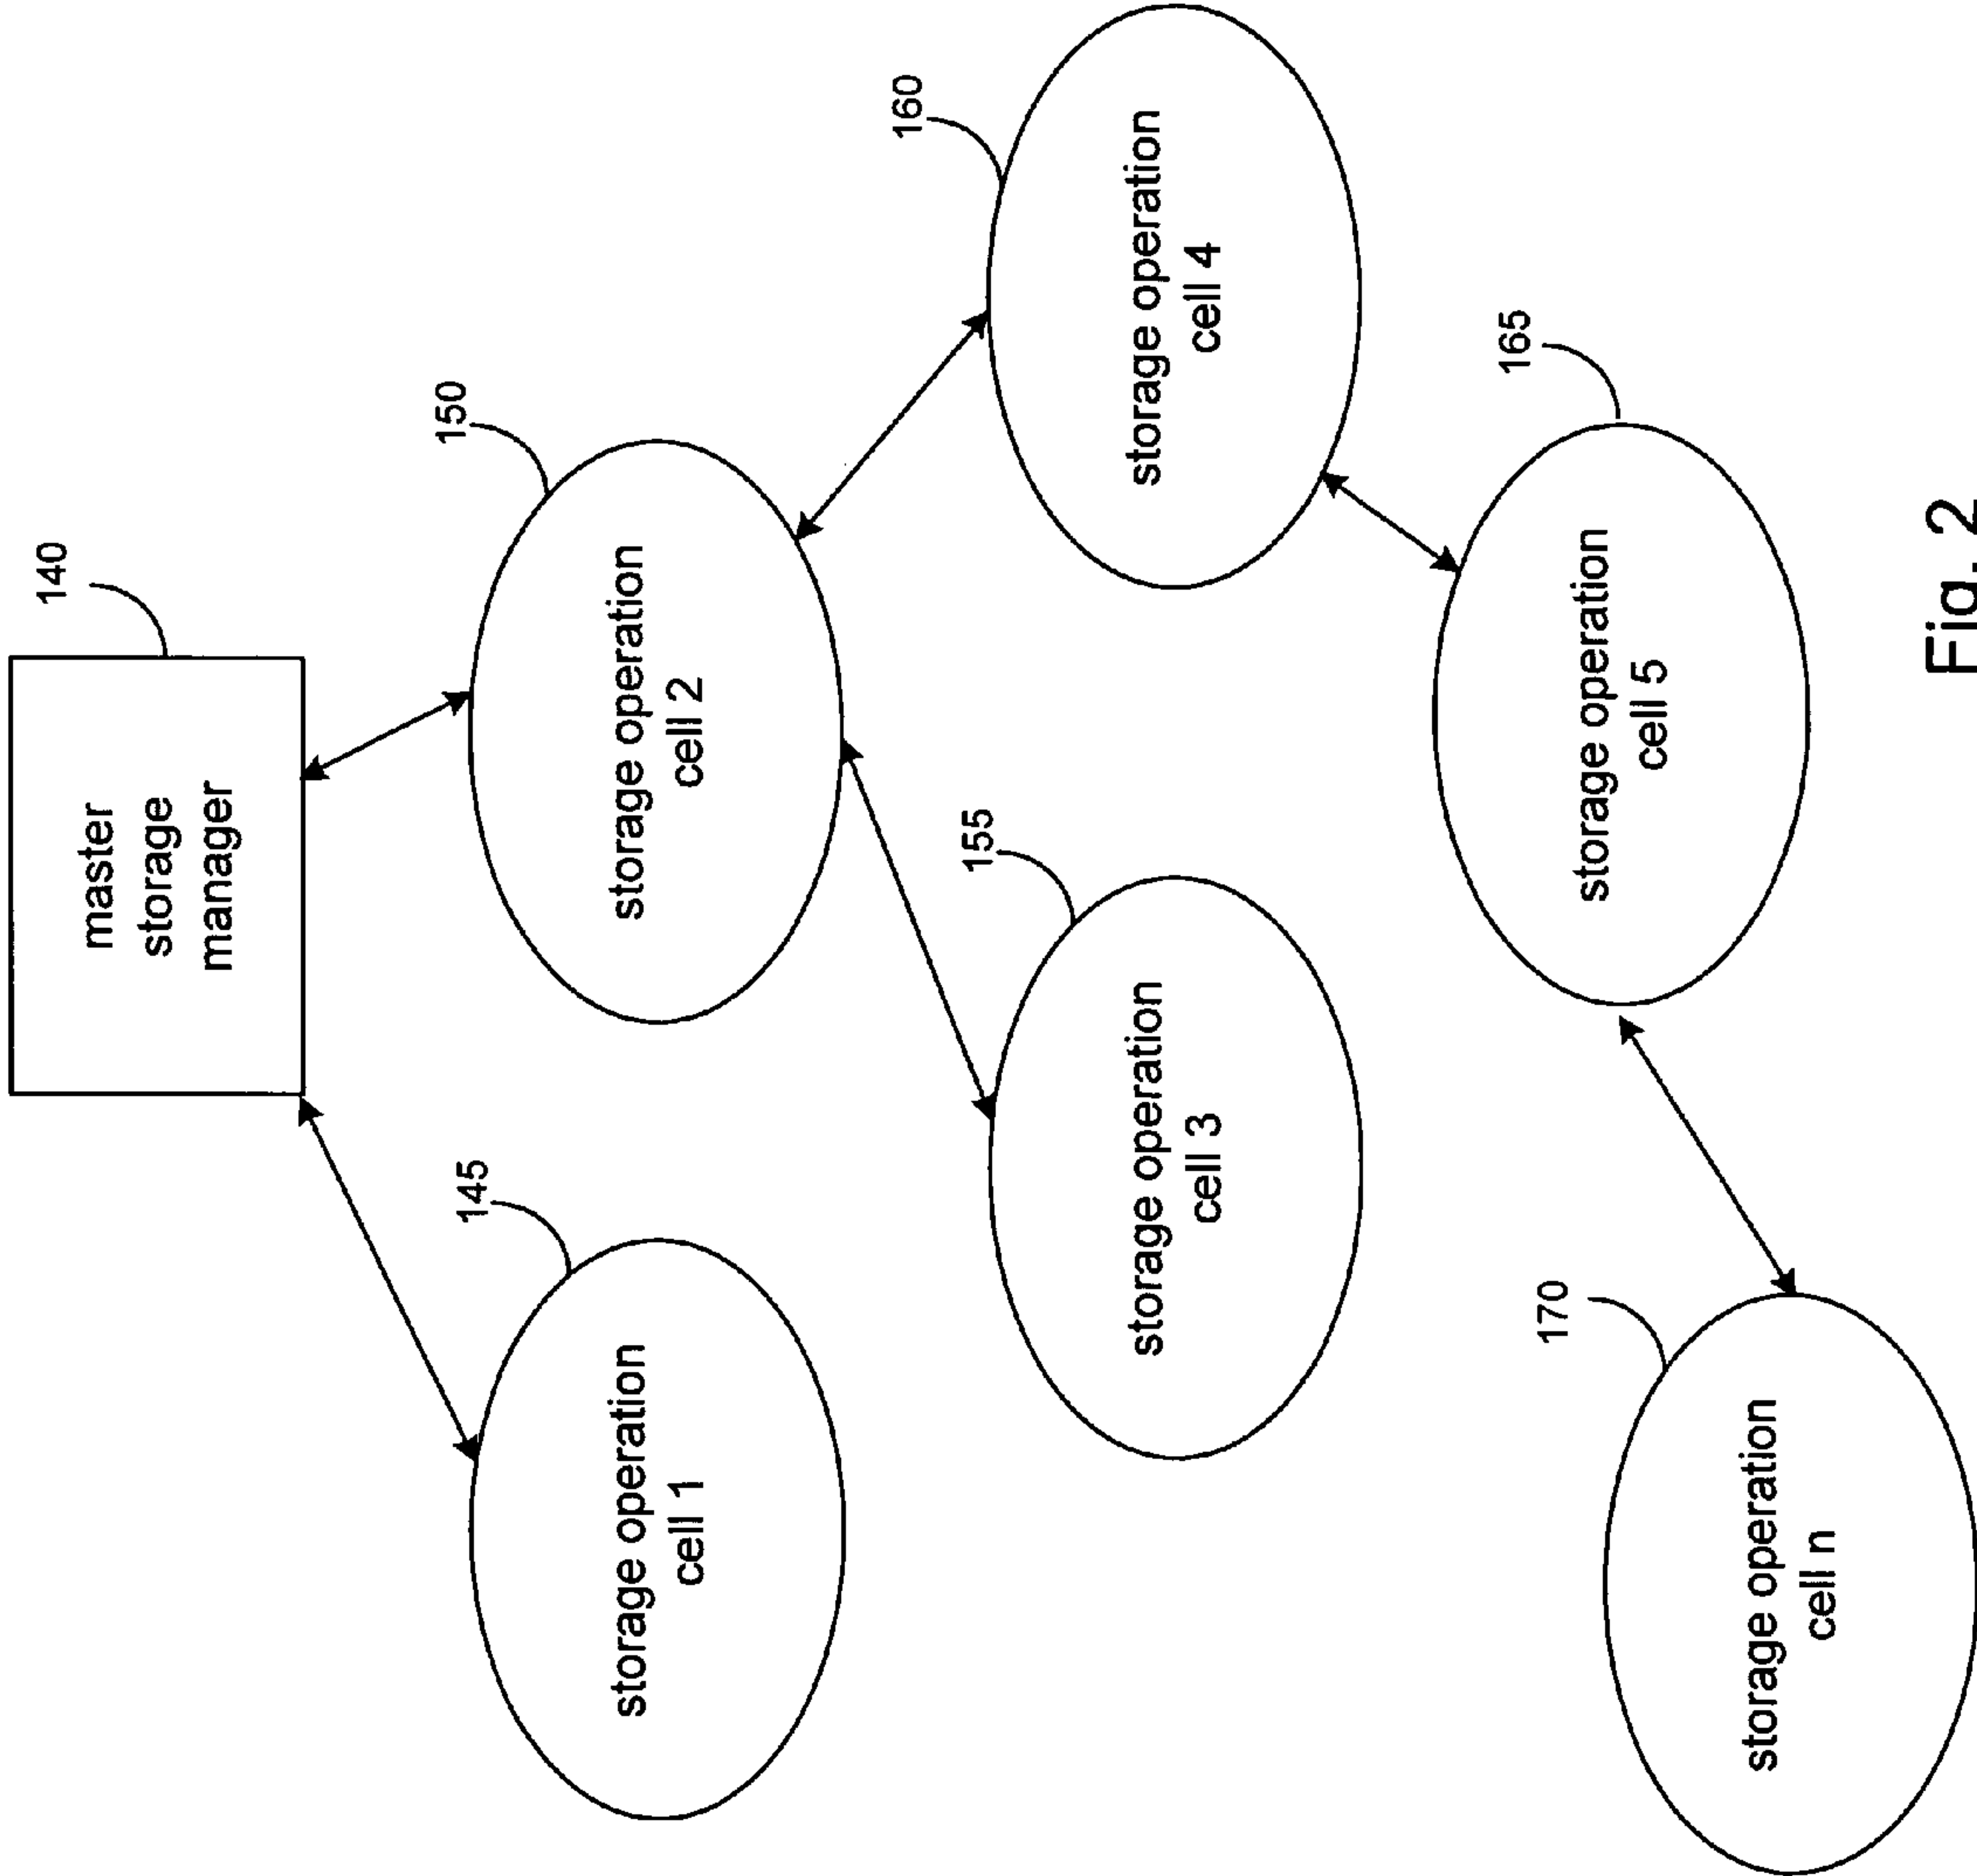 140
master
storage
manager
145
150
storage operation
cell 1
storage operation
cell 2
155
160
storage operation
cell 3
storage operation
cell 4
170
165
storage operation
cell 5
storage operation
cell n
Fig. 2